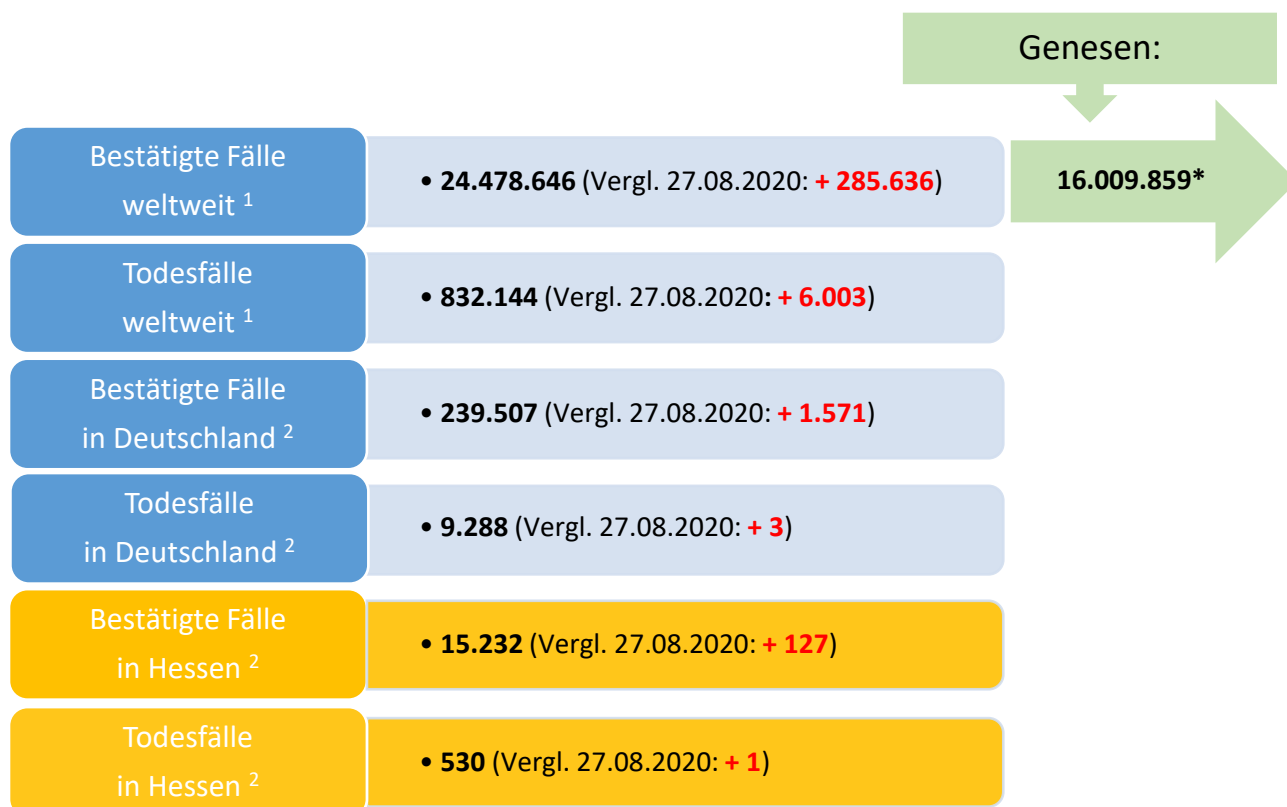 Genesen:
Bestätigte Fälle
weltweit ¹
• 24.478.646 (Vergl. 27.08.2020: + 285.636)
16.009.859*
Todesfälle
weltweit ¹
• 832.144 (Vergl. 27.08.2020: + 6.003)
Bestätigte Fälle
in Deutschland ²
• 239.507 (Vergl. 27.08.2020: + 1.571)
Todesfälle
in Deutschland ²
• 9.288 (Vergl. 27.08.2020: + 3)
Bestätigte Fälle
in Hessen ²
• 15.232 (Vergl. 27.08.2020: + 127)
Todesfälle
in Hessen ²
• 530 (Vergl. 27.08.2020: + 1)